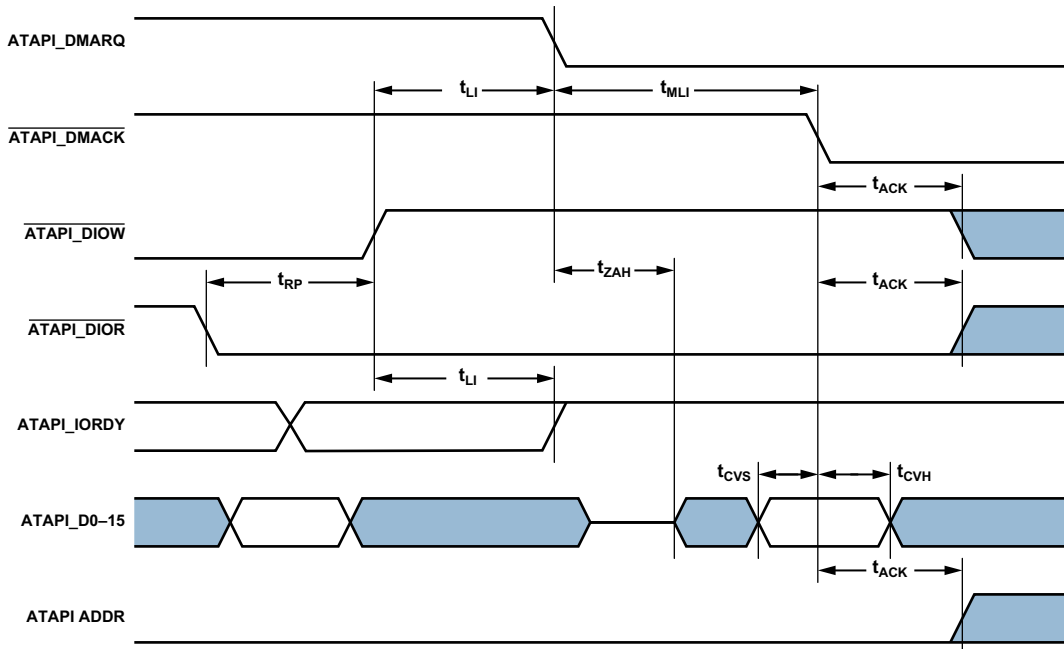 ATAPI_DMARQ
tLI
tMLI
ATAPI_DMACK
tACK
ATAPI_DIOW
tZAH
tRP
tACK
ATAPI_DIOR
tLI
ATAPI_IORDY
tCVS
tCVH
ATAPI_D0–15
tACK
ATAPI ADDR